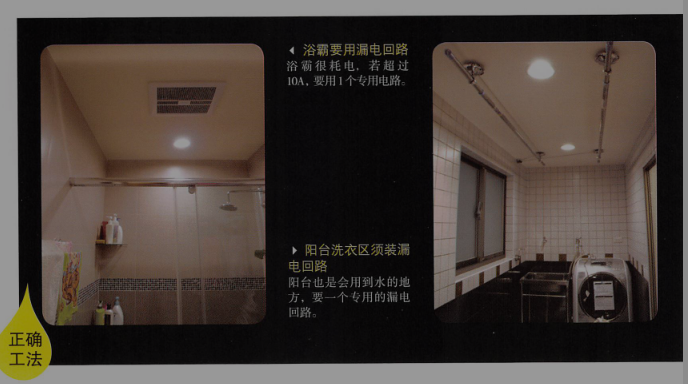 浴霸要用漏电回路
浴霸很耗电，若超过
10A，要用1个专用电路。
阳台洗衣区须装漏
电回路
阳台也是会用到水的地
方，要一个专用的漏电
回路。
正确
工法